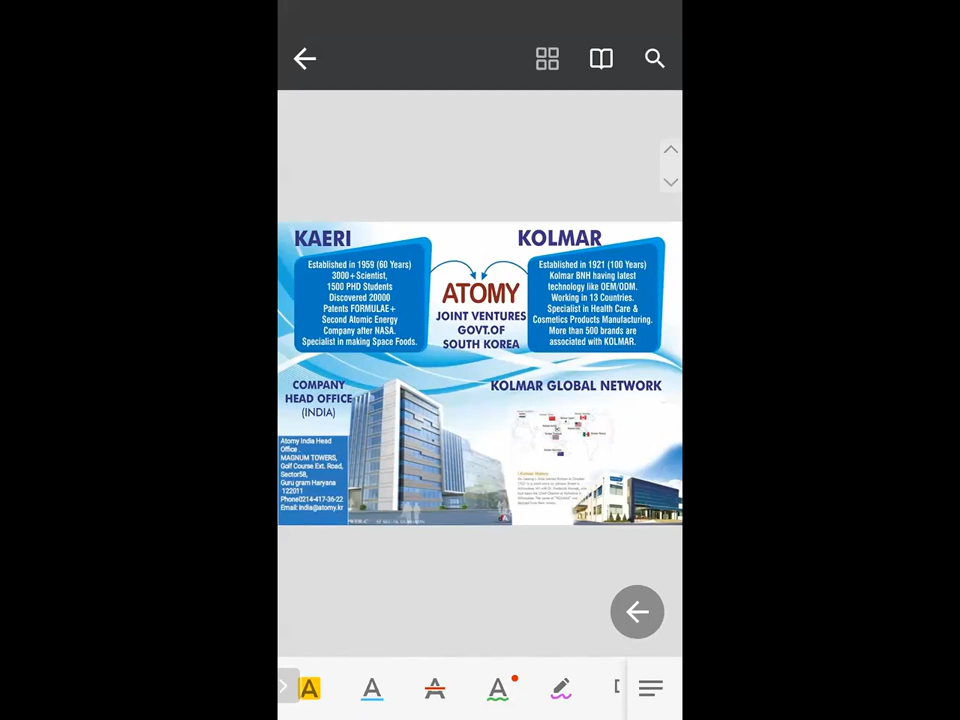 KAERI
Established in 1959 (60 Years)
3000+Scientist,
1500 PHD Students
Discovered 20000
Patents FORMULAE+
Second Atomic Energy
Company after NASA.
Specialist in making Space Foods.
ATOMY
JOINT VENTURES
GOVT.OF
SOUTH KOREA
KOLMAR
Established in 1921 (100 Years)
Kolmar BNH having latest
technology like OEM/ODM.
Working in 13 Countries.
Specialist in Health Care &
Cosmetics Products Manufacturing.
More than 500 brands are
associated with KOLMAR.
COMPANY
HEAD OFFICE
(INDIA)
Atomy India Head
Office .
MAGNUM TOWERS,
Golf Course Ext. Road,
Sector58,
Guru gram Haryana
122011
Phone0214-417-36-22
Email: india@atomy.kr
KOLMAR GLOBAL NETWORK